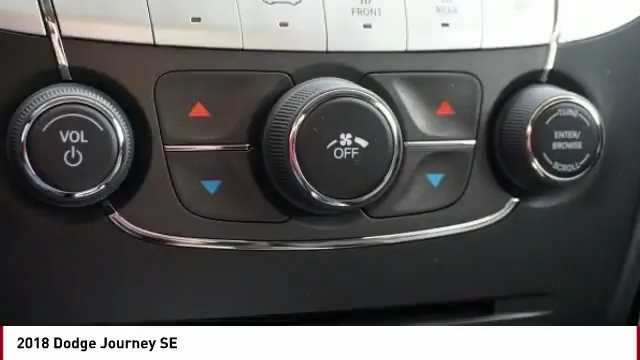 FRONT
REAR
VOL
OFF
TUNE
ENTER/
BROWSE
SCROLL
2018 Dodge Journey SE